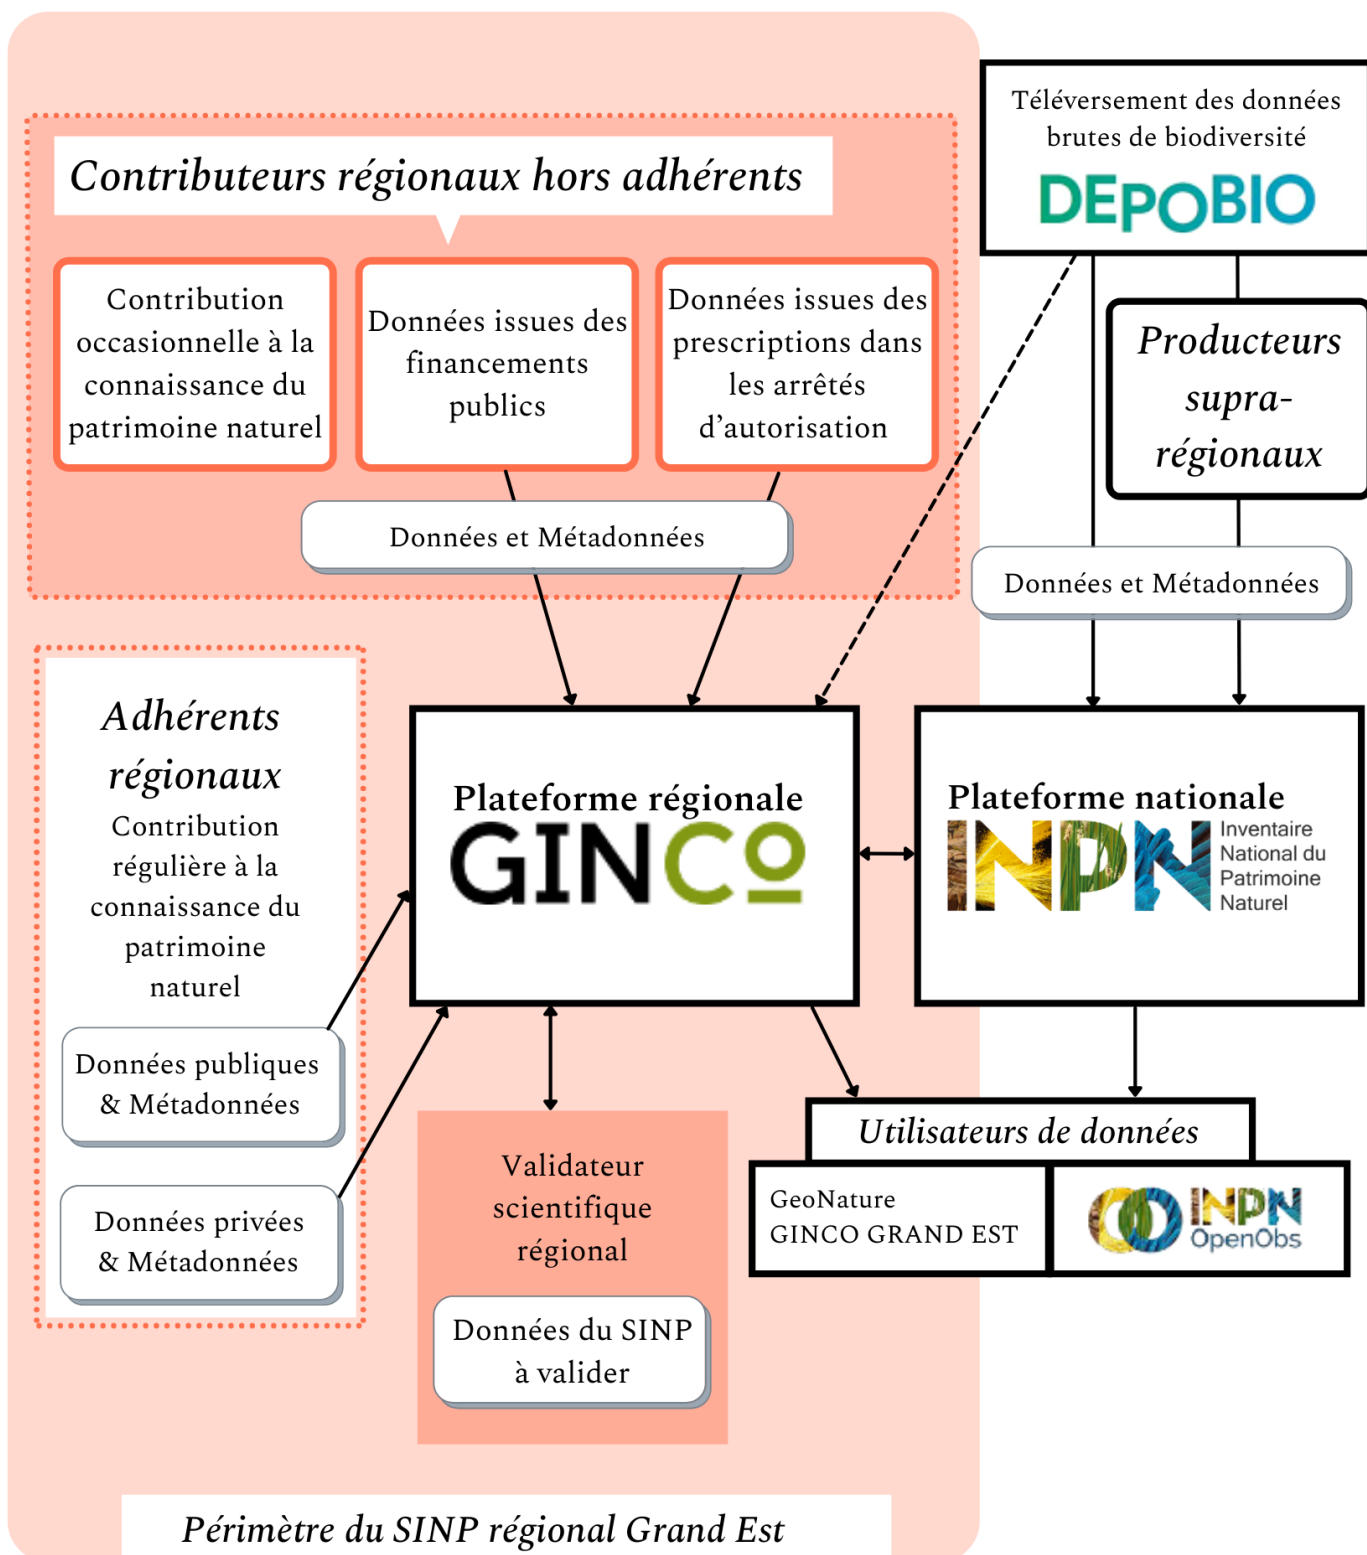 Téléversement des données
brutes de biodiversité
DEPOBIO
Contributeurs régionaux hors adhérents
Contribution
occasionnelle à la
connaissance du
patrimoine naturel
Données issues des
financements
publics
Données issues des
prescriptions dans
les arrêtés
d’autorisation
Producteurs
supra-
régionaux
Données et Métadonnées
Données et Métadonnées
Adhérents
régionaux
Contribution
régulière à la
connaissance du
patrimoine
naturel
Données publiques
& Métadonnées
Données privées
& Métadonnées
Plateforme régionale
GINCO
Plateforme nationale
INPN
Inventaire
National du
Patrimoine
Naturel
Validateur
scientifique
régional
Données du SINP
à valider
Utilisateurs de données
GeoNature
GINCO GRAND EST
INPN
OpenObs
Périmètre du SINP régional Grand Est